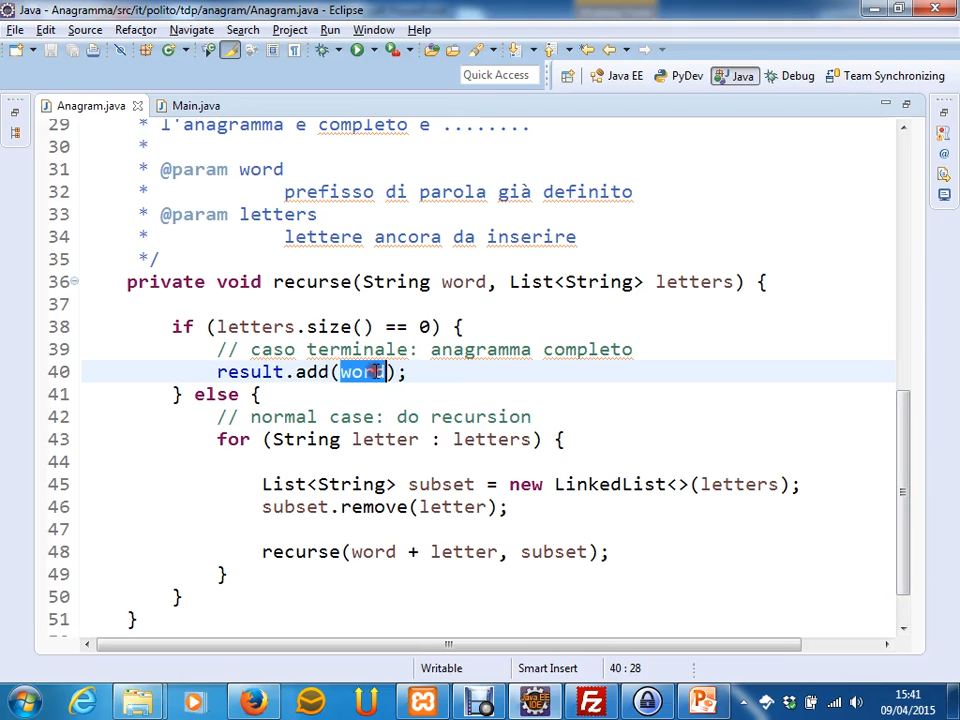 Java - Anagramma/src/it/polito/tdp/anagram/Anagram.java - Eclipse
File Edit Source Refactor Navigate Search Project Run Window Help
Quick Access Java EE PyDev Java Debug Team Synchronizing
Anagram.java Main.java
29 * l'anagramma e completo e ........
30 *
31 * @param word
32 * prefisso di parola già definito
33 * @param letters
34 * lettere ancora da inserire
35 */
36 private void recurse(String word, List<String> letters) {
37
38 if (letters.size() == 0) {
39 // caso terminale: anagramma completo
40 result.add(word);
41 } else {
42 // normal case: do recursion
43 for (String letter : letters) {
44
45 List<String> subset = new LinkedList<>(letters);
46 subset.remove(letter);
47
48 recurse(word + letter, subset);
49 }
50 }
51 }
Writable Smart Insert 40 : 28
15:41
09/04/2015